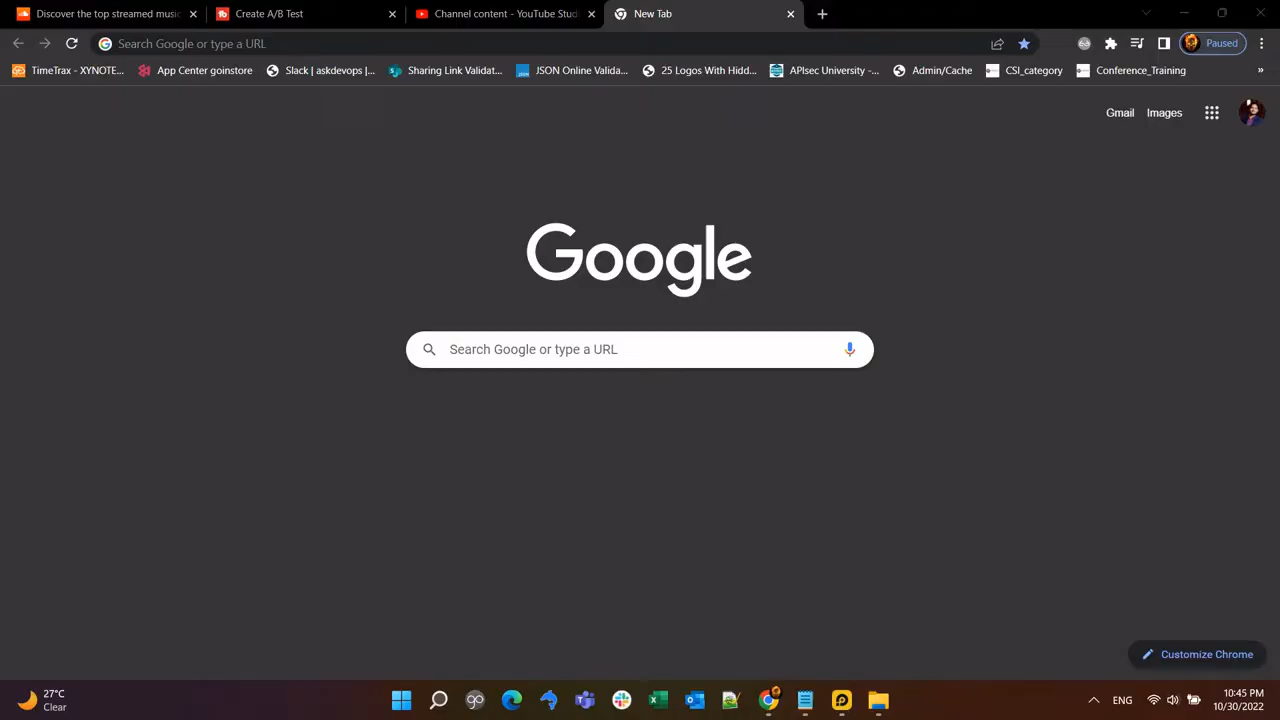 Discover the top streamed music
Create A/B Test
Channel content - YouTube Stud
New Tab
Search Google or type a URL
Paused
TimeTrax – XYNOTE...
App Center goinstore
Slack | askdevops |...
Sharing Link Validat...
JSON Online Valida...
25 Logos With Hidd...
APIsec University -...
Admin/Cache
CSI_category
Conference_Training
»
Gmail
Images
Google
Search Google or type a URL
Customize Chrome
27°C
Clear
ENG
10:45 PM
10/30/2022